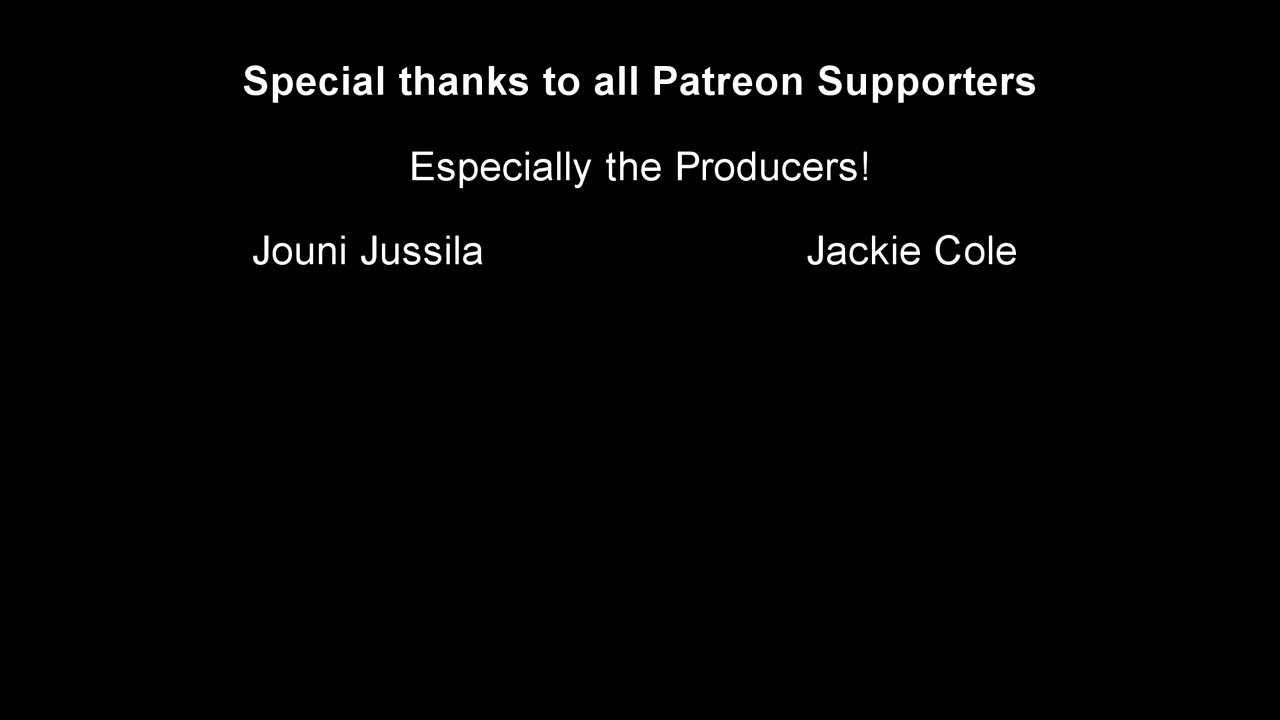 Special thanks to all Patreon Supporters
Especially the Producers!
Jouni Jussila Jackie Cole